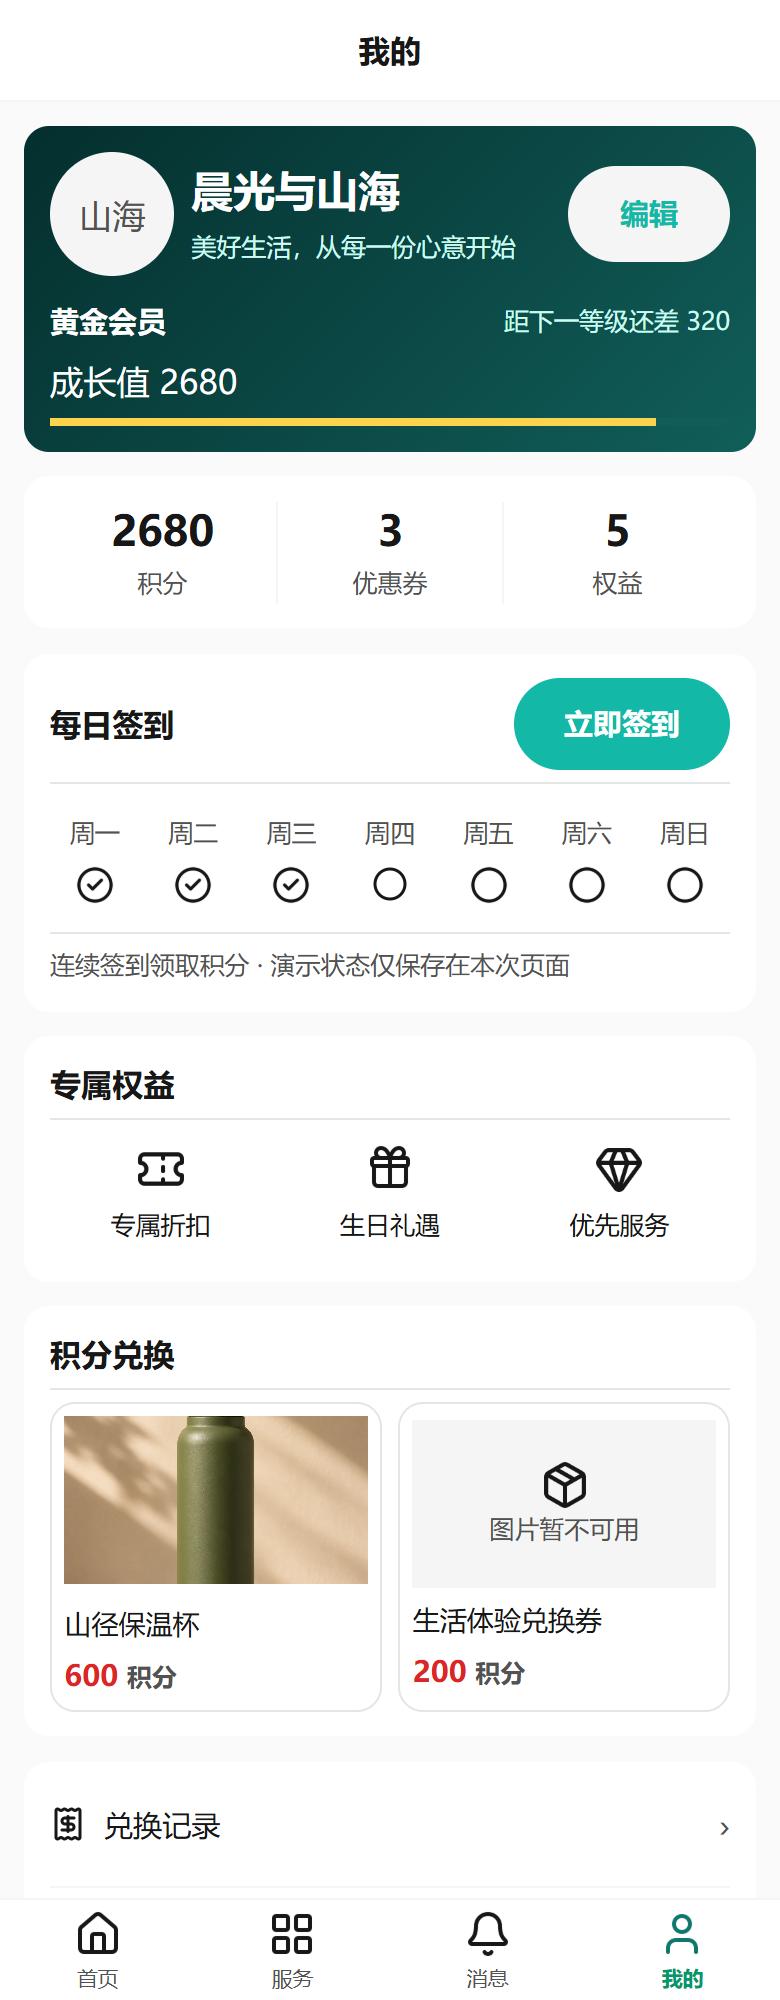 我的
山海
晨光与山海
美好生活，从每一份心意开始
编辑
黄金会员
距下一等级还差 320
成长值 2680
2680
3
5
积分
优惠券
权益
每日签到
立即签到
周一 周二 周三 周四 周五 周六 周日
连续签到领取积分 · 演示状态仅保存在本次页面
专属权益
专属折扣
生日礼遇
优先服务
积分兑换
山径保温杯
600 积分
图片暂不可用
生活体验兑换券
200 积分
兑换记录
首页
服务
消息
我的